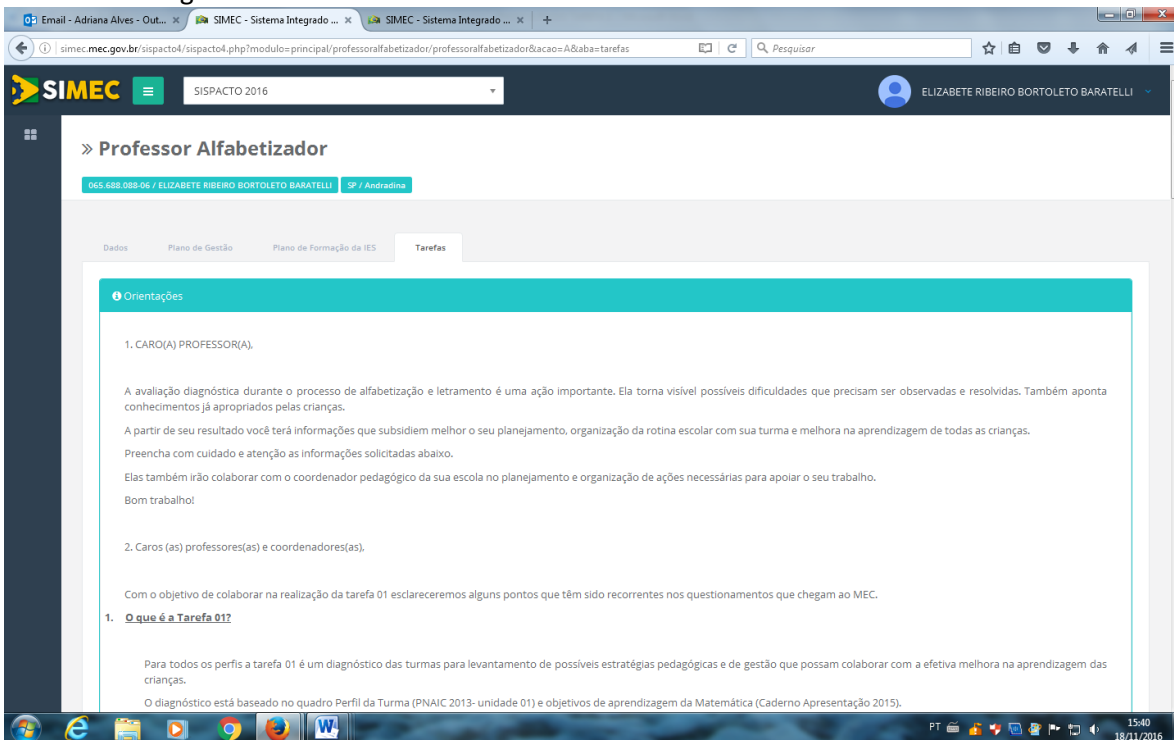 Email - Adriana Alves - Out... × SIMEC - Sistema Integrado ... × SIMEC - Sistema Integrado ... × +
simec.mec.gov.br/sispacto4/sispacto4.php?modulo=principal/professoralfabetizador/professoralfabetizador&acao=A&aba=tarefas Pesquisar
SIMEC SISPACTO 2016 ELIZABETE RIBEIRO BORTOLETO BARATELLI
» Professor Alfabetizador
065.688.088-06 / ELIZABETE RIBEIRO BORTOLETO BARATELLI SP / Andradina
Dados Plano de Gestão Plano de Formação da IES Tarefas
Orientações
1. CARO(A) PROFESSOR(A),
A avaliação diagnóstica durante o processo de alfabetização e letramento é uma ação importante. Ela torna visível possíveis dificuldades que precisam ser observadas e resolvidas. Também aponta
conhecimentos já apropriados pelas crianças.
A partir de seu resultado você terá informações que subsidiem melhor o seu planejamento, organização da rotina escolar com sua turma e melhora na aprendizagem de todas as crianças.
Preencha com cuidado e atenção as informações solicitadas abaixo.
Elas também irão colaborar com o coordenador pedagógico da sua escola no planejamento e organização de ações necessárias para apoiar o seu trabalho.
Bom trabalho!
2. Caros (as) professores(as) e coordenadores(as),
Com o objetivo de colaborar na realização da tarefa 01 esclareceremos alguns pontos que têm sido recorrentes nos questionamentos que chegam ao MEC.
1. O que é a Tarefa 01?
Para todos os perfis a tarefa 01 é um diagnóstico das turmas para levantamento de possíveis estratégias pedagógicas e de gestão que possam colaborar com a efetiva melhora na aprendizagem das
crianças.
O diagnóstico está baseado no quadro Perfil da Turma (PNAIC 2013- unidade 01) e objetivos de aprendizagem da Matemática (Caderno Apresentação 2015).
PT 15:40
18/11/2016